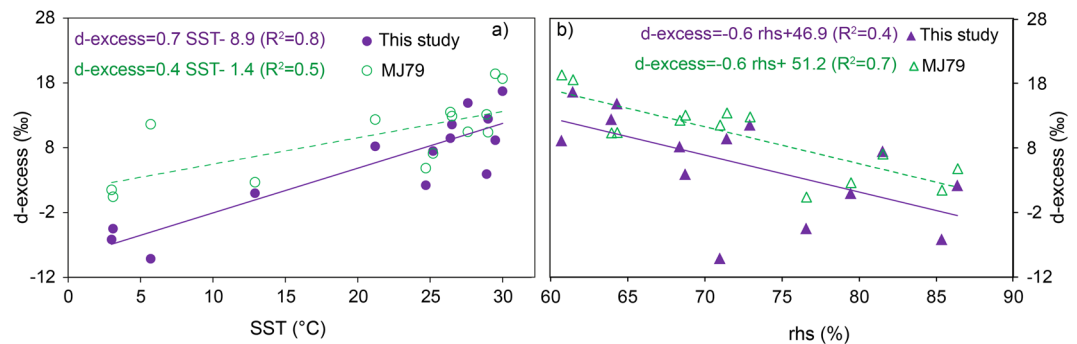 a)
d-excess=0.7 SST- 8.9 (R²=0.8)
This study
d-excess=0.4 SST- 1.4 (R²=0.5)
MJ79
28
18
8
-2
-12
d-excess (‰)
0 5 10 15 20 25 30
SST (°C)
b)
d-excess=-0.6 rhs+46.9 (R²=0.4)
This study
d-excess=-0.6 rhs+ 51.2 (R²=0.7)
MJ79
28
18
8
-2
-12
d-excess (‰)
60 65 70 75 80 85 90
rhs (%)